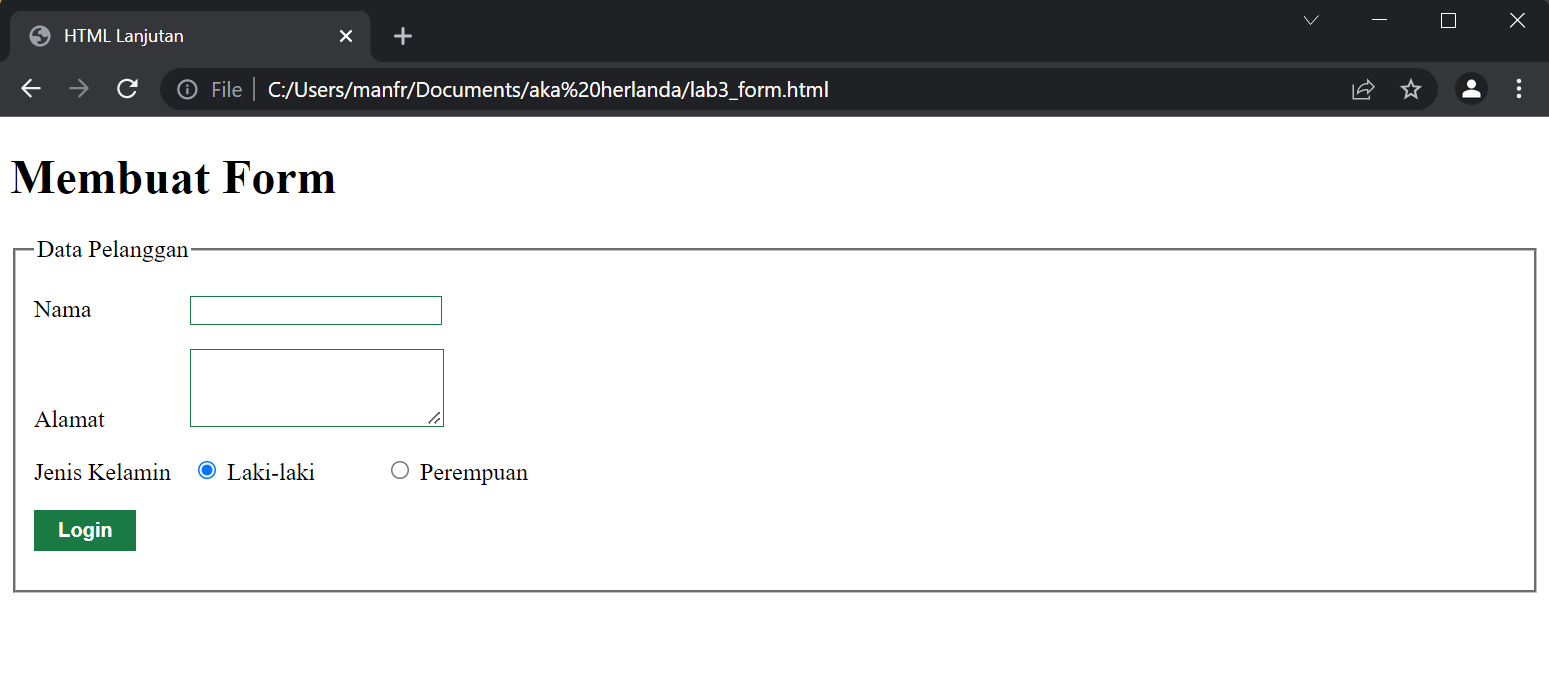 HTML Lanjutan
File C:/Users/manfr/Documents/aka%20herlanda/lab3_form.html
Membuat Form
Data Pelanggan
Nama
Alamat
Jenis Kelamin Laki-laki Perempuan
Login